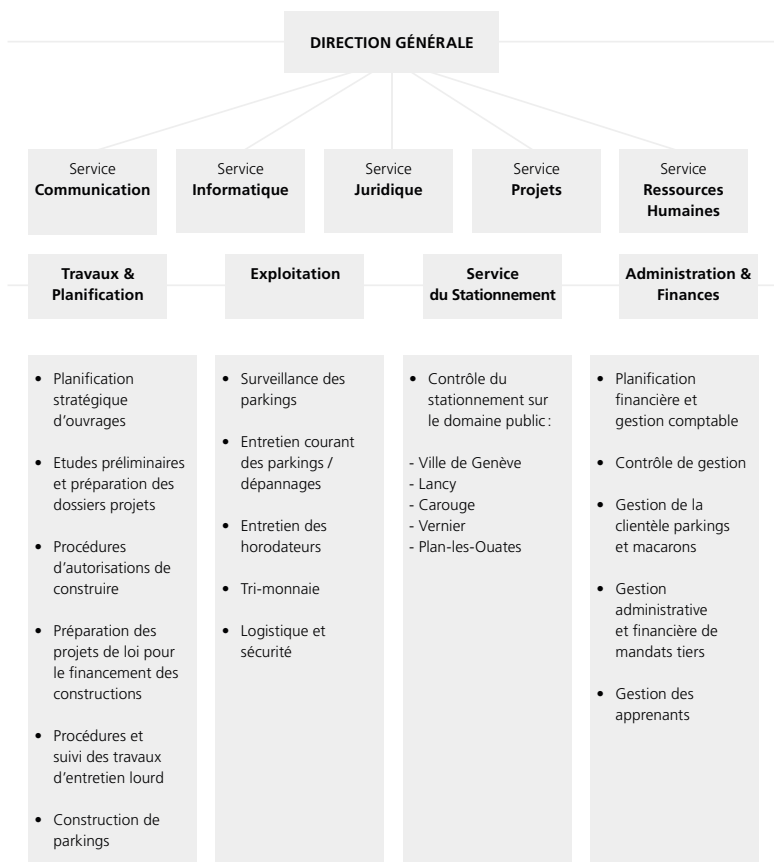 DIRECTION GÉNÉRALE
Service
Communication
Service
Informatique
Service
Juridique
Service
Projets
Service
Ressources
Humaines
Travaux &
Planification
Exploitation
Service
du Stationnement
Administration &
Finances
• Planification
stratégique
d'ouvrages
• Etudes préliminaires
et préparation des
dossiers projets
• Procédures
d'autorisations de
construire
• Préparation des
projets de loi pour
le financement des
constructions
• Procédures et
suivi des travaux
d'entretien lourd
• Construction de
parkings
• Surveillance des
parkings
• Entretien courant
des parkings /
dépannages
• Entretien des
horodateurs
• Tri-monnaie
• Logistique et
sécurité
• Contrôle du
stationnement sur
le domaine public :
- Ville de Genève
- Lancy
- Carouge
- Vernier
- Plan-les-Ouates
• Planification
financière et
gestion comptable
• Contrôle de gestion
• Gestion de la
clientèle parkings
et macarons
• Gestion
administrative
et financière de
mandats tiers
• Gestion des
apprenants